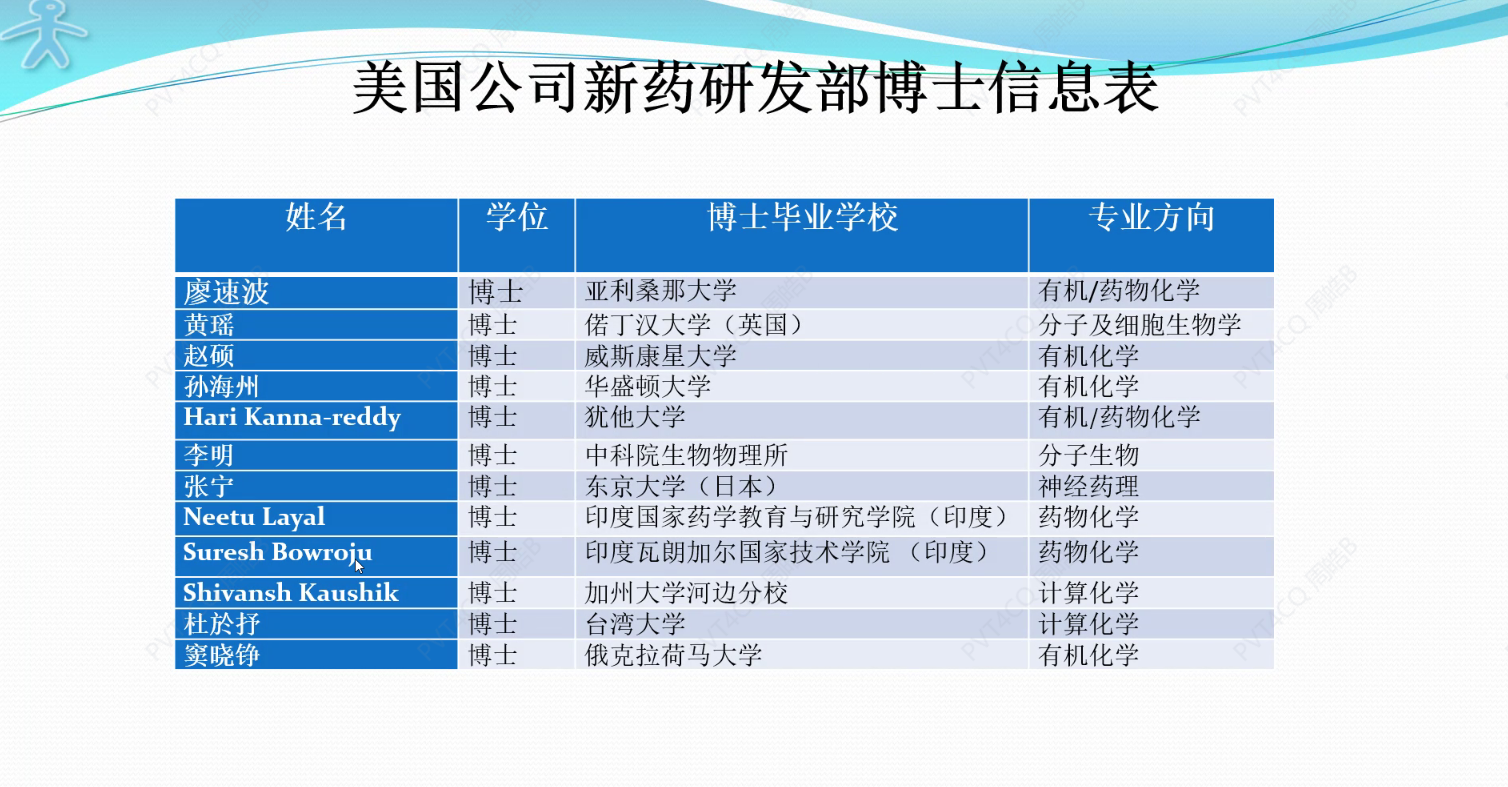 美国公司新药研发部博士信息表
姓名 学位 博士毕业学校 专业方向
廖速波 博士 亚利桑那大学 有机/药物化学
黄瑶 博士 偌丁汉大学（英国） 分子及细胞生物学
赵硕 博士 威斯康星大学 有机化学
孙海州 博士 华盛顿大学 有机化学
Hari Kanna-reddy 博士 犹他大学 有机/药物化学
李明 博士 中科院生物物理所 分子生物
张宁 博士 东京大学（日本） 神经药理
Neetu Layal 博士 印度国家药学教育与研究学院（印度） 药物化学
Suresh Bowroju 博士 印度瓦朗加尔国家技术学院 （印度） 药物化学
Shivansh Kaushik 博士 加州大学河边分校 计算化学
杜於抒 博士 台湾大学 计算化学
窦晓铮 博士 俄克拉荷马大学 有机化学
PVT4CQ 周皓B